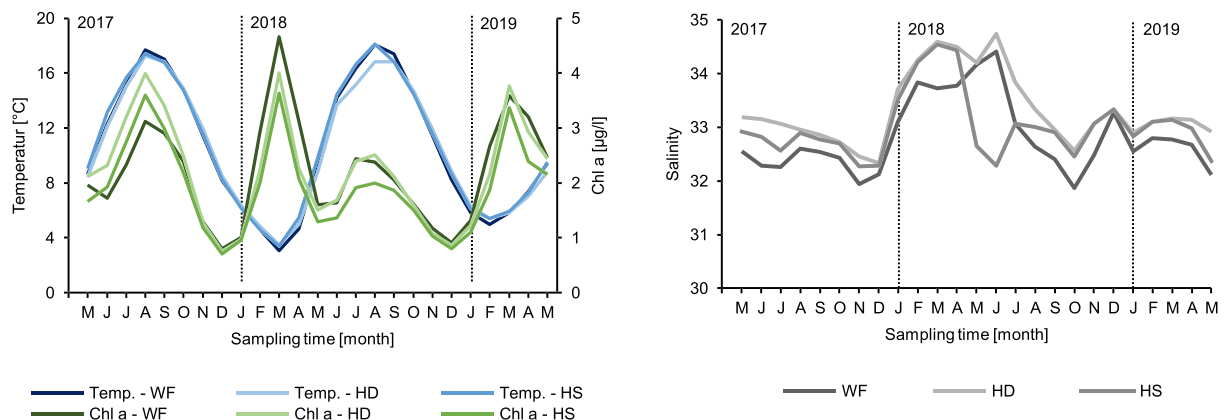 2017 2018 2019
20 16 12 8 4 0
Temperatur [°C]
5 4 3 2 1 0
Chl a [µg/l]
M J J A S O N D J F M A M J J A S O N D J F M A M
Sampling time [month]
Temp. - WF Temp. - HD Temp. - HS
Chl a - WF Chl a - HD Chl a - HS
2017 2018 2019
35 34 33 32 31 30
Salinity
M J J A S O N D J F M A M J J A S O N D J F M A M
Sampling time [month]
WF HD HS